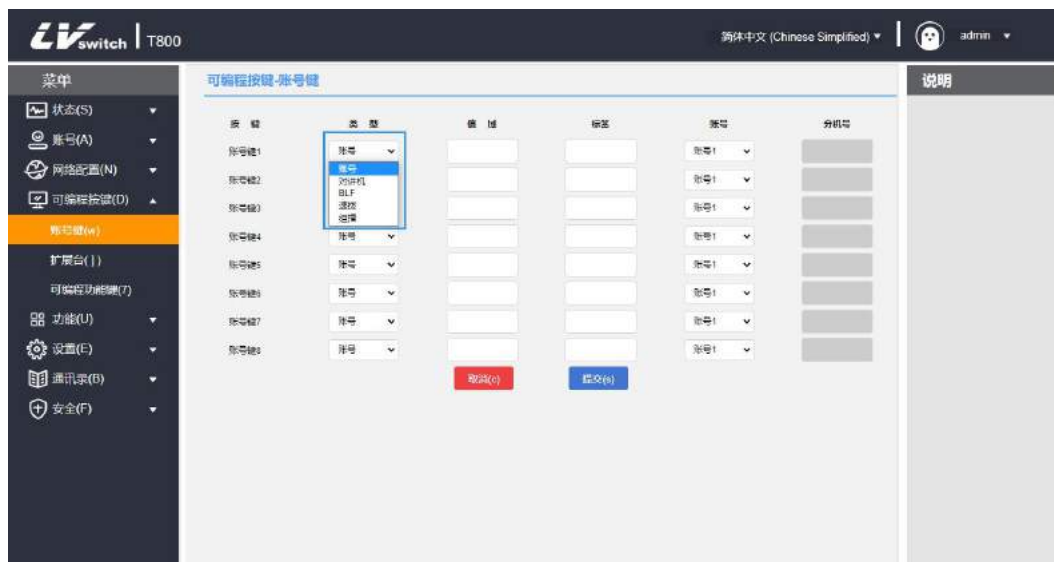 LVswitch T800 简体中文 (Chinese Simplified) admin
菜单 可编程按键-账号键 说明
状态(S)
账号(A)
网络配置(N)
可编程按键(D)
账号键(w)
扩展台(])
可编程功能键(7)
功能(U)
设置(E)
通讯录(B)
安全(F)
按键 类型 值域 标签 账号 分机号
账号键1 账号 账号1
账号
对讲机
BLF
速拨
组播
账号键2 账号1
账号键3 账号1
账号键4 账号 账号1
账号键5 账号 账号1
账号键6 账号 账号1
账号键7 账号 账号1
账号键8 账号 账号1
取消(c) 提交(s)